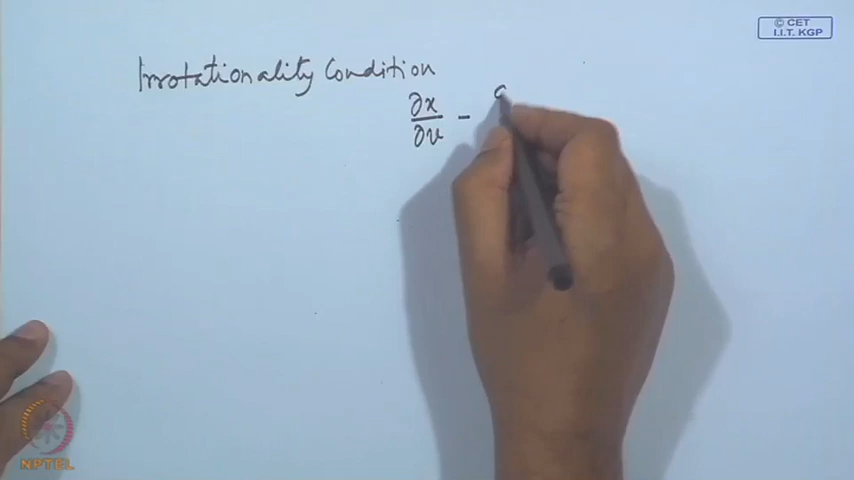 © CET
I.I.T. KGP
Irrotationality Condition
∂x
∂v
-
NPTEL